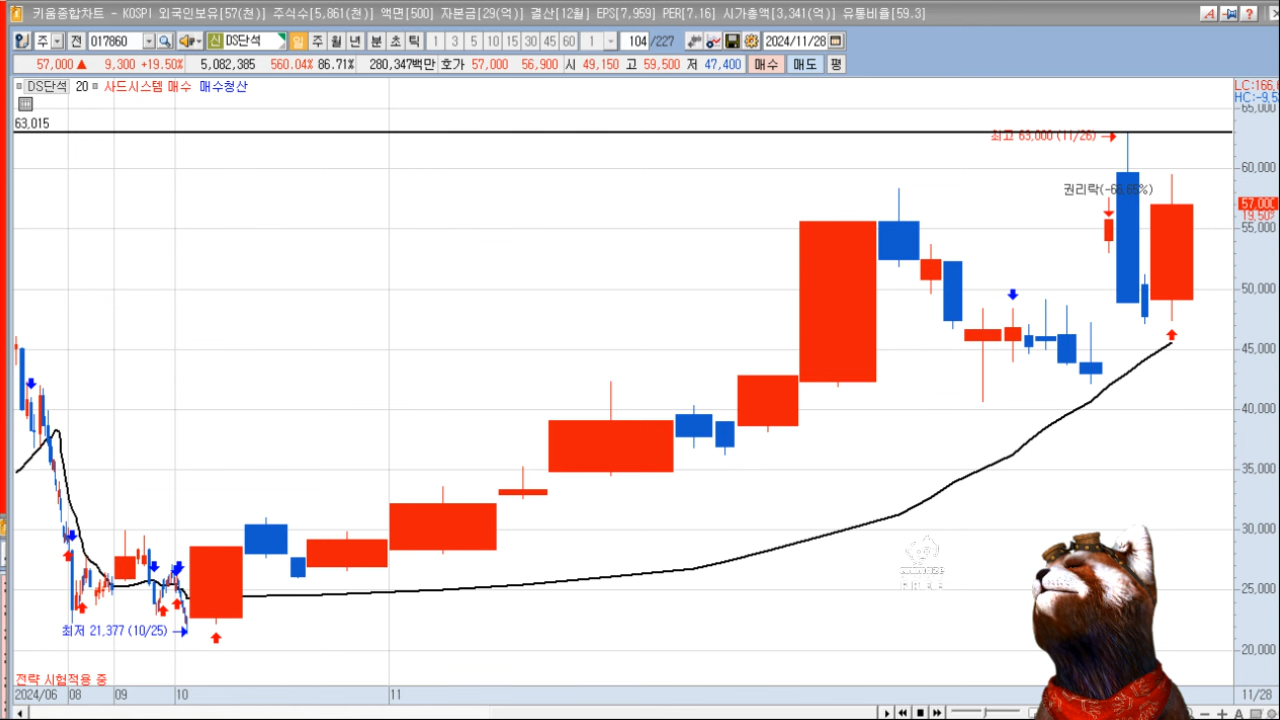 키움종합차트 - KOSPI 외국인보유[57(천)] 주식수[5,861(천)] 액면[500] 자본금[29(억)] 결산[12월] EPS[7,959] PER[7.16] 시가총액[3,341(억)] 유통비율[59.3]
주 전 017860 신 DS단석 일 주 월 년 분 초 틱 1 3 5 10 15 30 45 60 1 104 /227 2024/11/28
57,000 ▲ 9,300 +19.50% 5,082,385 560.04% 86.71% 280,347백만 호가 57,000 56,900 시 49,150 고 59,500 저 47,400 매수 매도 평
DS단석 20 사드시스템 매수 매수청산
LC:166,
HC:-9,5
65,000
63,015
최고 63,000 (11/26)
60,000
권리락(-66,65%)
57,000
19.50%
55,000
50,000
45,000
40,000
35,000
30,000
25,000
최저 21,377 (10/25)
20,000
전략 시험적용 중
2024/06 08 09 10 11 11/28